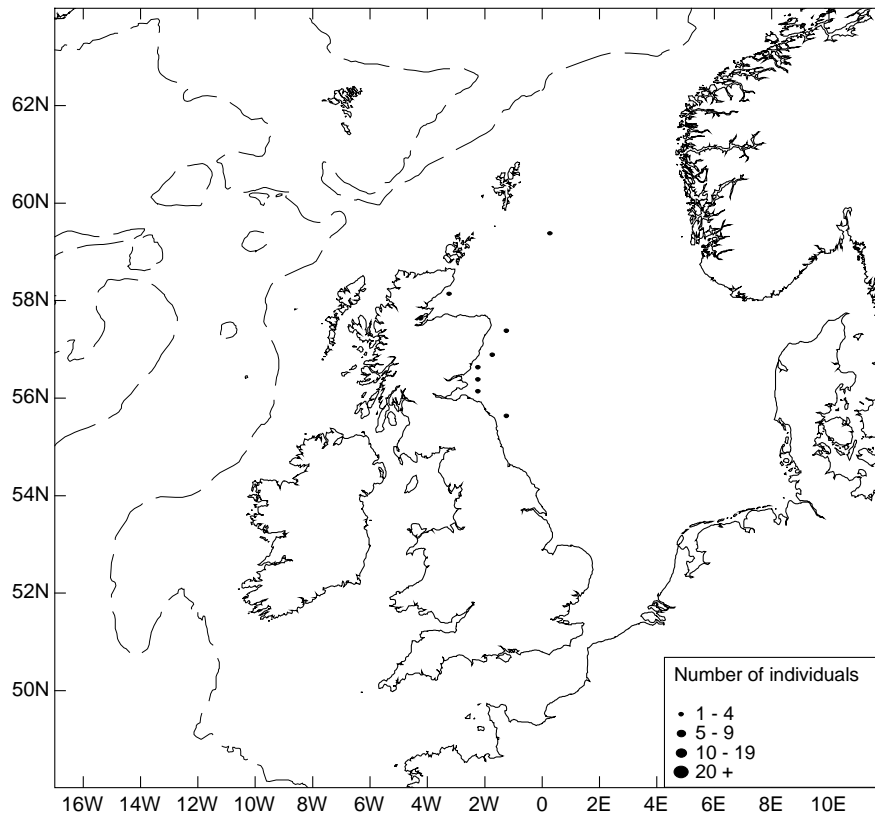 62N
60N
58N
56N
54N
52N
50N
Number of individuals
1 - 4
5 - 9
10 - 19
20 +
16W 14W 12W 10W 8W 6W 4W 2W 0 2E 4E 6E 8E 10E